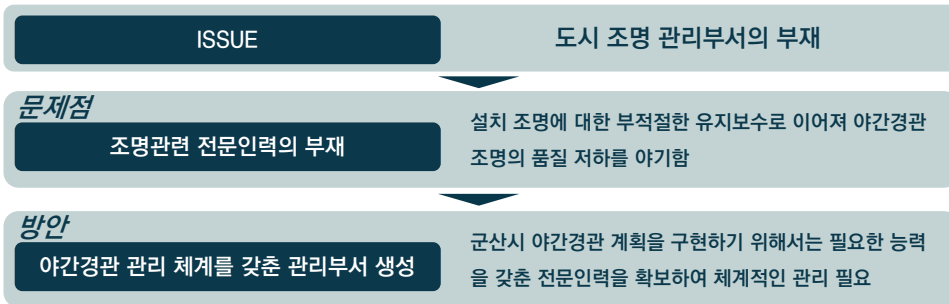 ISSUE
도시 조명 관리부서의 부재
문제점
조명관련 전문인력의 부재
설치 조명에 대한 부적절한 유지보수로 이어져 야간경관
조명의 품질 저하를 야기함
방안
야간경관 관리 체계를 갖춘 관리부서 생성
군산시 야간경관 계획을 구현하기 위해서는 필요한 능력
을 갖춘 전문인력을 확보하여 체계적인 관리 필요